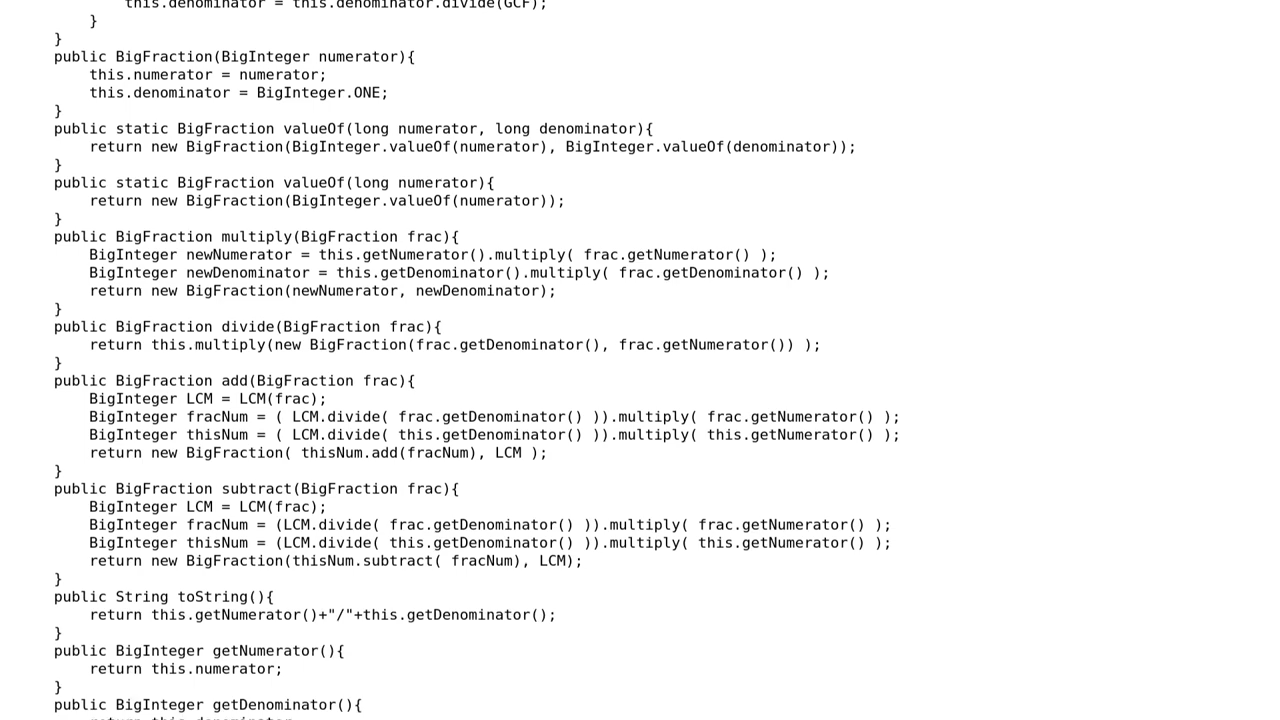 this.denominator = this.denominator.divide(GCF);
}
}
public BigFraction(BigInteger numerator){
this.numerator = numerator;
this.denominator = BigInteger.ONE;
}
public static BigFraction valueOf(long numerator, long denominator){
return new BigFraction(BigInteger.valueOf(numerator), BigInteger.valueOf(denominator));
}
public static BigFraction valueOf(long numerator){
return new BigFraction(BigInteger.valueOf(numerator));
}
public BigFraction multiply(BigFraction frac){
BigInteger newNumerator = this.getNumerator().multiply( frac.getNumerator() );
BigInteger newDenominator = this.getDenominator().multiply( frac.getDenominator() );
return new BigFraction(newNumerator, newDenominator);
}
public BigFraction divide(BigFraction frac){
return this.multiply(new BigFraction(frac.getDenominator(), frac.getNumerator()) );
}
public BigFraction add(BigFraction frac){
BigInteger LCM = LCM(frac);
BigInteger fracNum = ( LCM.divide( frac.getDenominator() )).multiply( frac.getNumerator() );
BigInteger thisNum = ( LCM.divide( this.getDenominator() )).multiply( this.getNumerator() );
return new BigFraction( thisNum.add(fracNum), LCM );
}
public BigFraction subtract(BigFraction frac){
BigInteger LCM = LCM(frac);
BigInteger fracNum = (LCM.divide( frac.getDenominator() )).multiply( frac.getNumerator() );
BigInteger thisNum = (LCM.divide( this.getDenominator() )).multiply( this.getNumerator() );
return new BigFraction(thisNum.subtract( fracNum), LCM);
}
public String toString(){
return this.getNumerator()+"/"+this.getDenominator();
}
public BigInteger getNumerator(){
return this.numerator;
}
public BigInteger getDenominator(){